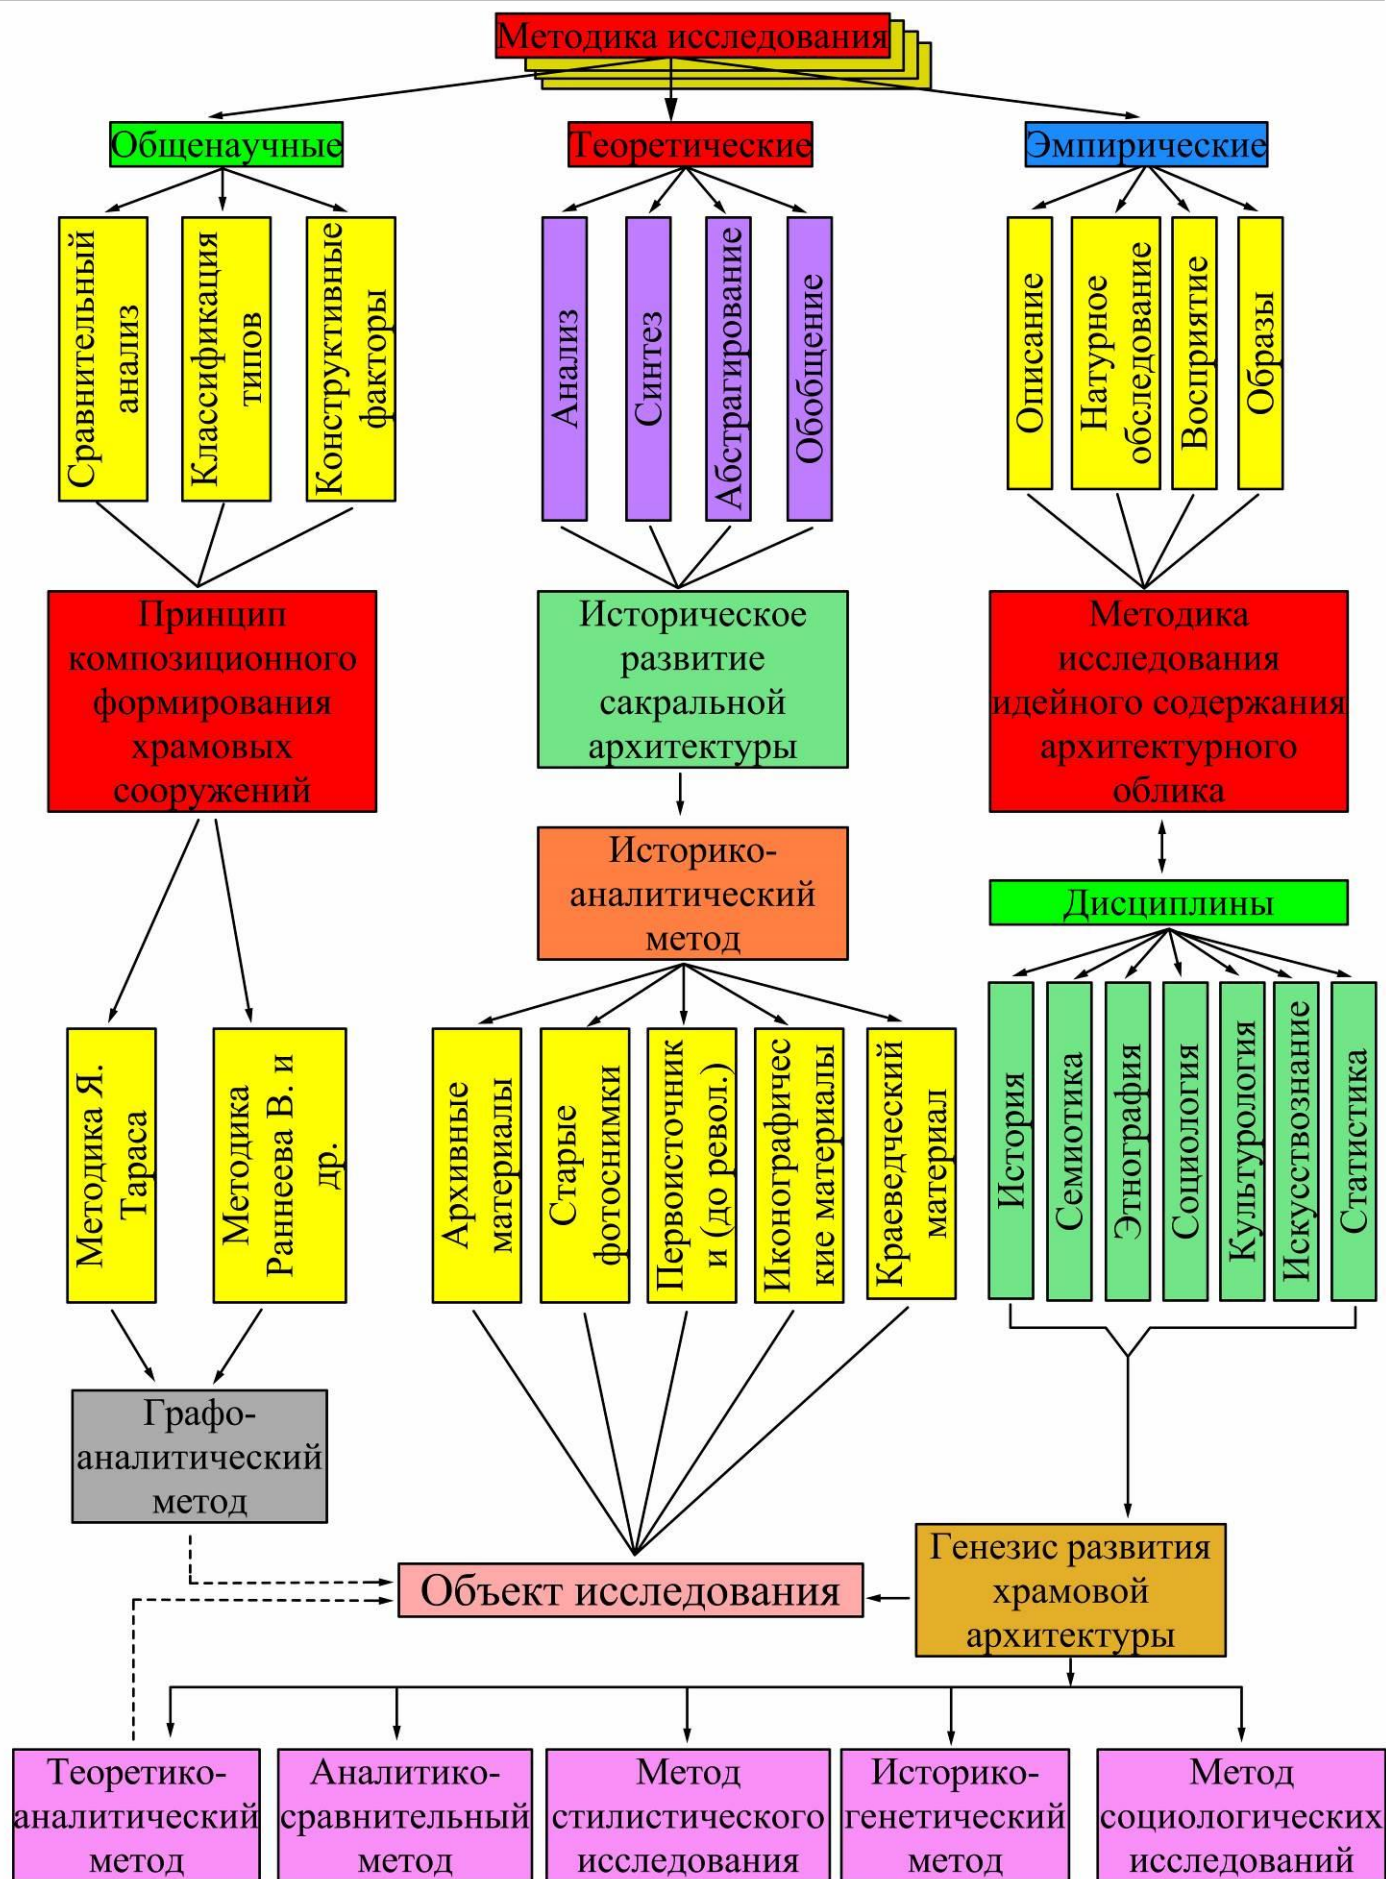 Методика исследования
Общенаучные
Теоретические
Эмпирические
Сравнительный
анализ
Классификация
типов
Конструктивные
факторы
Анализ
Синтез
Абстрагирование
Обобщение
Описание
Натурное
обследование
Восприятие
Образы
Принцип
композиционного
формирования
храмовых
сооружений
Историческое
развитие
сакральной
архитектуры
Методика
исследования
идейного содержания
архитектурного
облика
Историко-
аналитический
метод
Дисциплины
Методика Я.
Тараса
Методика
Раннеева В. и
др.
Архивные
материалы
Старые
фотоснимки
Первоисточник
и (до револ.)
Иконографичес
кие материалы
Краеведческий
материал
История
Семиотика
Этнография
Социология
Культурология
Искусствознание
Статистика
Графо-
аналитический
метод
Объект исследования
Генезис развития
храмовой
архитектуры
Теоретико-
аналитический
метод
Аналитико-
сравнительный
метод
Метод
стилистического
исследования
Историко-
генетический
метод
Метод
социологических
исследований